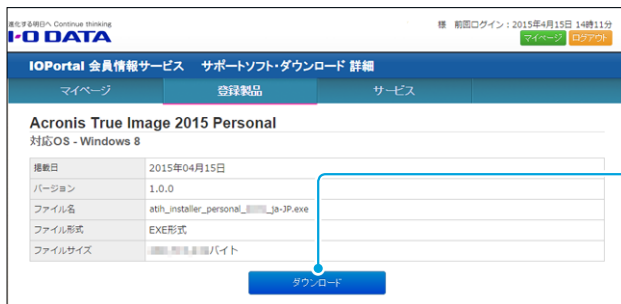 進化する明日へ Continue thinking
I-O DATA
様 前回ログイン：2015年4月15日 14時11分
マイページ ログアウト
IOPortal 会員情報サービス サポートソフト・ダウンロード 詳細
マイページ 登録製品 サービス
Acronis True Image 2015 Personal
対応OS - Windows 8
掲載日 2015年04月15日
バージョン 1.0.0
ファイル名 atih_installer_personal_ _ja-JP.exe
ファイル形式 EXE形式
ファイルサイズ バイト
ダウンロード